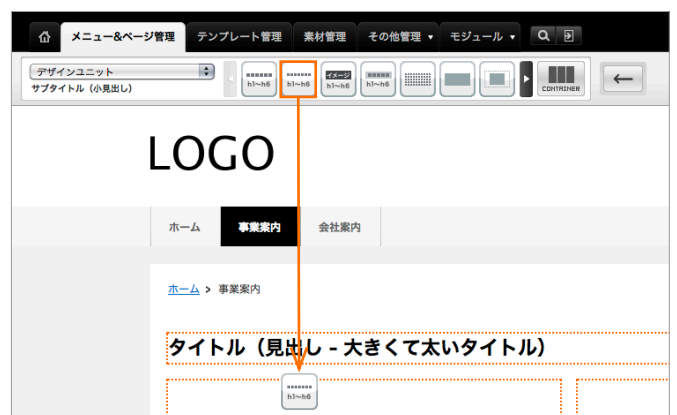 メニュー&ページ管理 テンプレート管理 素材管理 その他管理 ▼ モジュール ▼
デザインユニット
サブタイトル（小見出し）
h1~h6 h1~h6 イメージ h1~h6 h1~h6 CONTAINER
LOGO
ホーム 事業案内 会社案内
ホーム > 事業案内
タイトル（見出し - 大きくて太いタイトル）
h1~h6